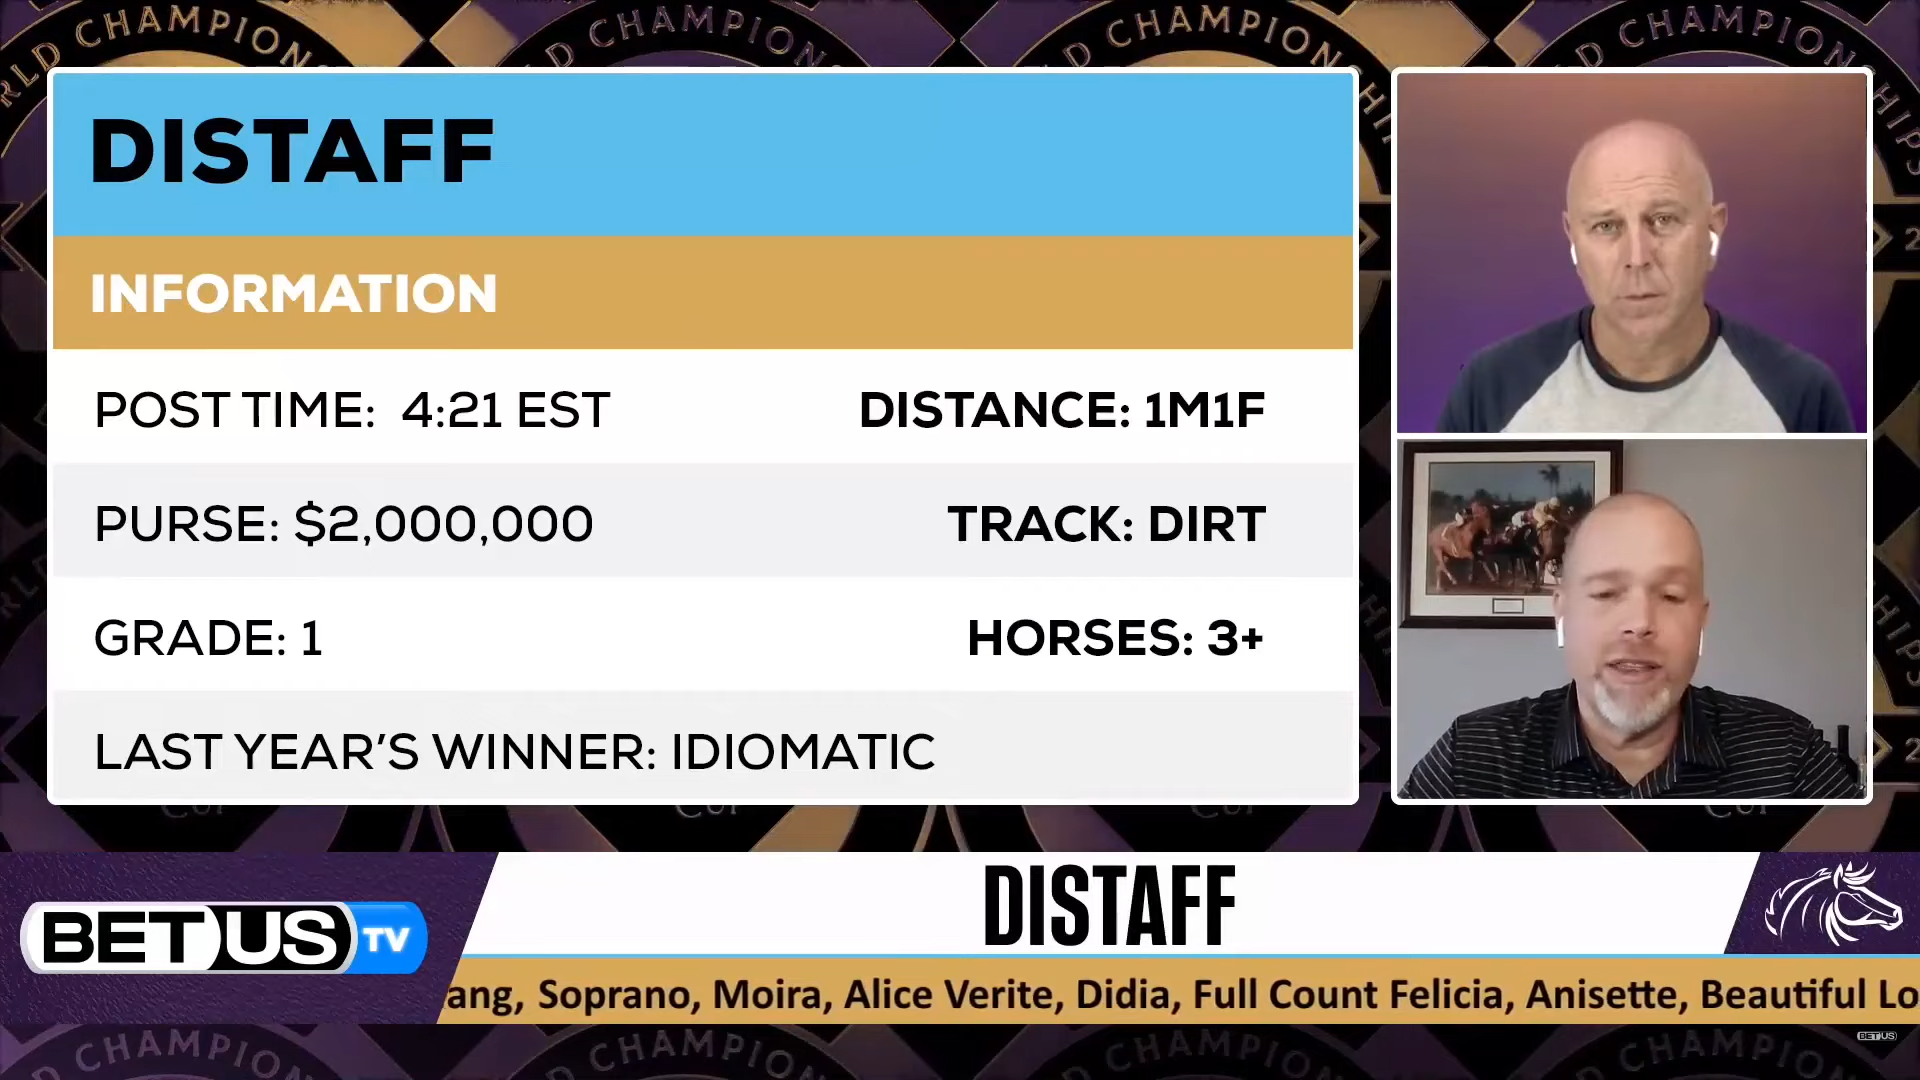 DISTAFF
INFORMATION
POST TIME: 4:21 EST
DISTANCE: 1M1F
PURSE: $2,000,000
TRACK: DIRT
GRADE: 1
HORSES: 3+
LAST YEAR'S WINNER: IDIOMATIC
BETUS TV
DISTAFF
ang, Soprano, Moira, Alice Verite, Didia, Full Count Felicia, Anisette, Beautiful Lo
BETUS